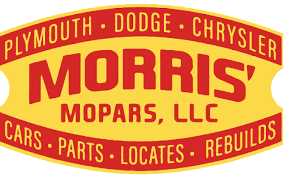 PLYMOUTH · DODGE · CHRYSLER
MORRIS'
MOPARS, LLC
CARS · PARTS · LOCATES · REBUILDS